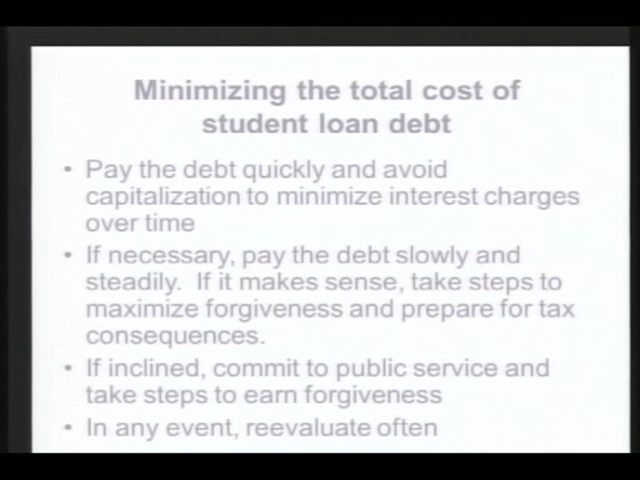 Minimizing the total cost of
student loan debt
• Pay the debt quickly and avoid
capitalization to minimize interest charges
over time
• If necessary, pay the debt slowly and
steadily. If it makes sense, take steps to
maximize forgiveness and prepare for tax
consequences.
• If inclined, commit to public service and
take steps to earn forgiveness
• In any event, reevaluate often